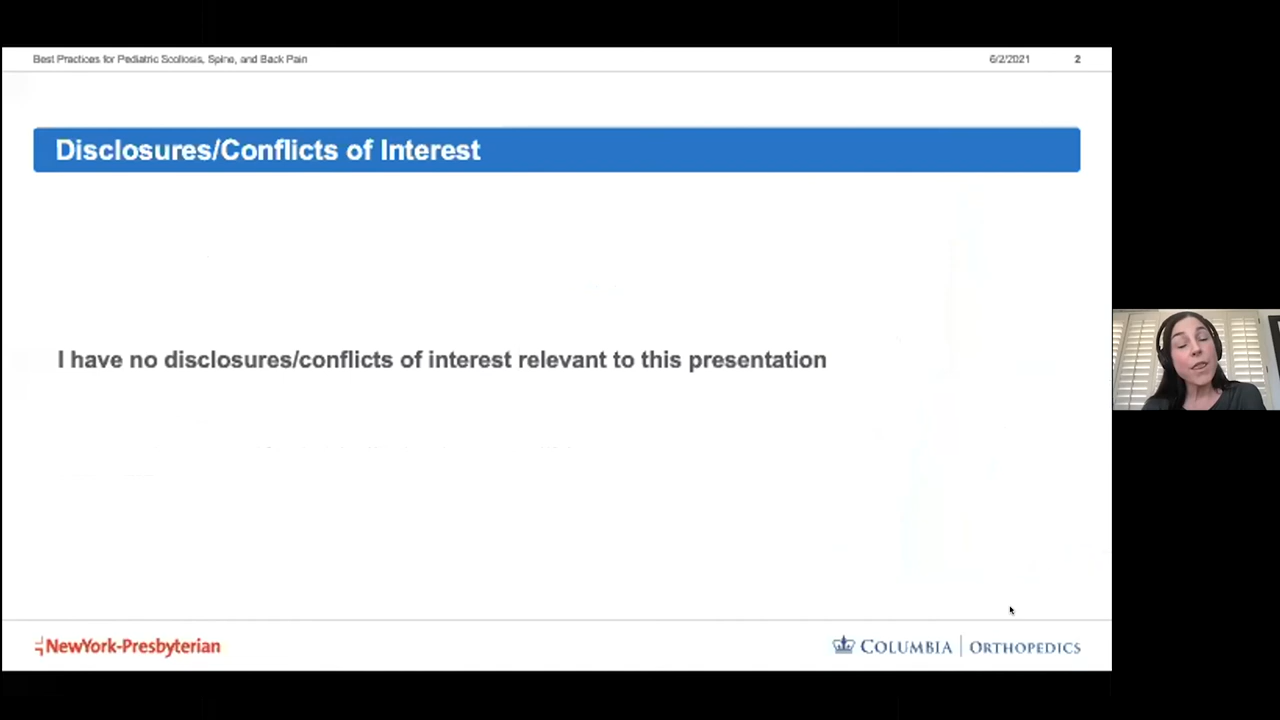 Best Practices for Pediatric Scoliosis, Spine, and Back Pain 6/2/2021 2
Disclosures/Conflicts of Interest
I have no disclosures/conflicts of interest relevant to this presentation
NewYork-Presbyterian COLUMBIA | ORTHOPEDICS